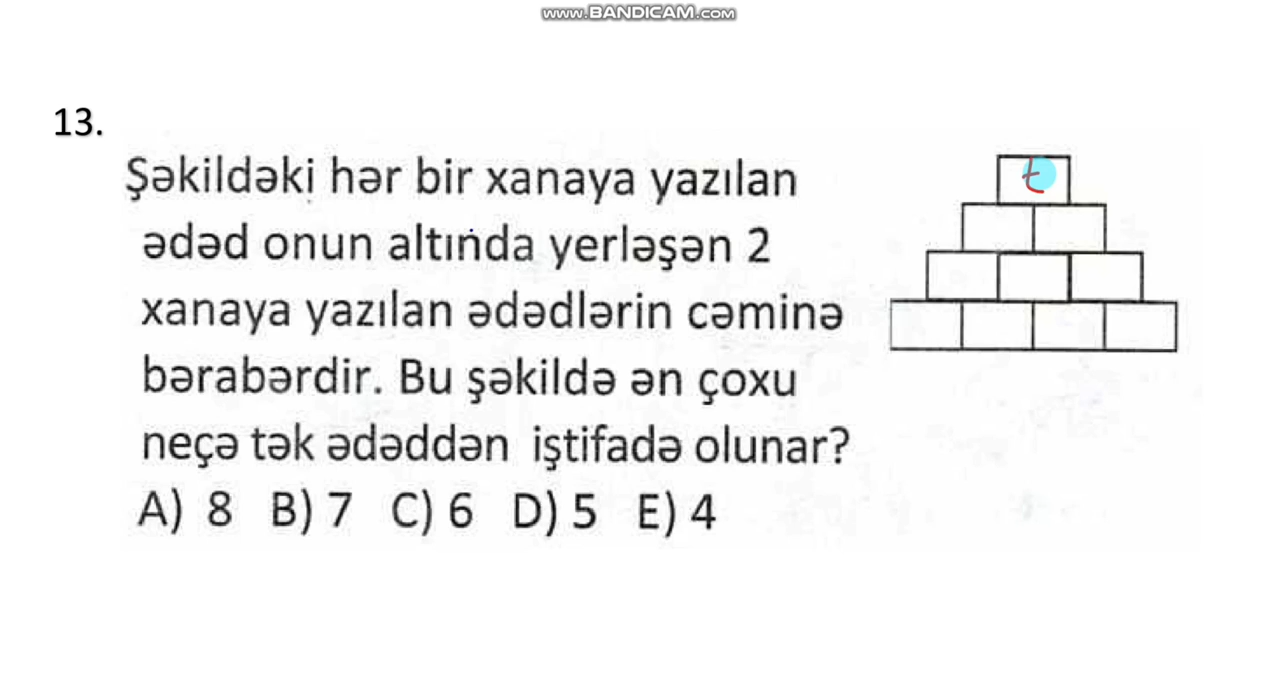 www.BANDICAM.com
13.
Şəkildəki hər bir xanaya yazılan
ədəd onun altında yerləşən 2
xanaya yazılan ədədlərin cəminə
bərabərdir. Bu şəkildə ən çoxu
neçə tək ədəddən iştifadə olunar?
A) 8 B) 7 C) 6 D) 5 E) 4
t